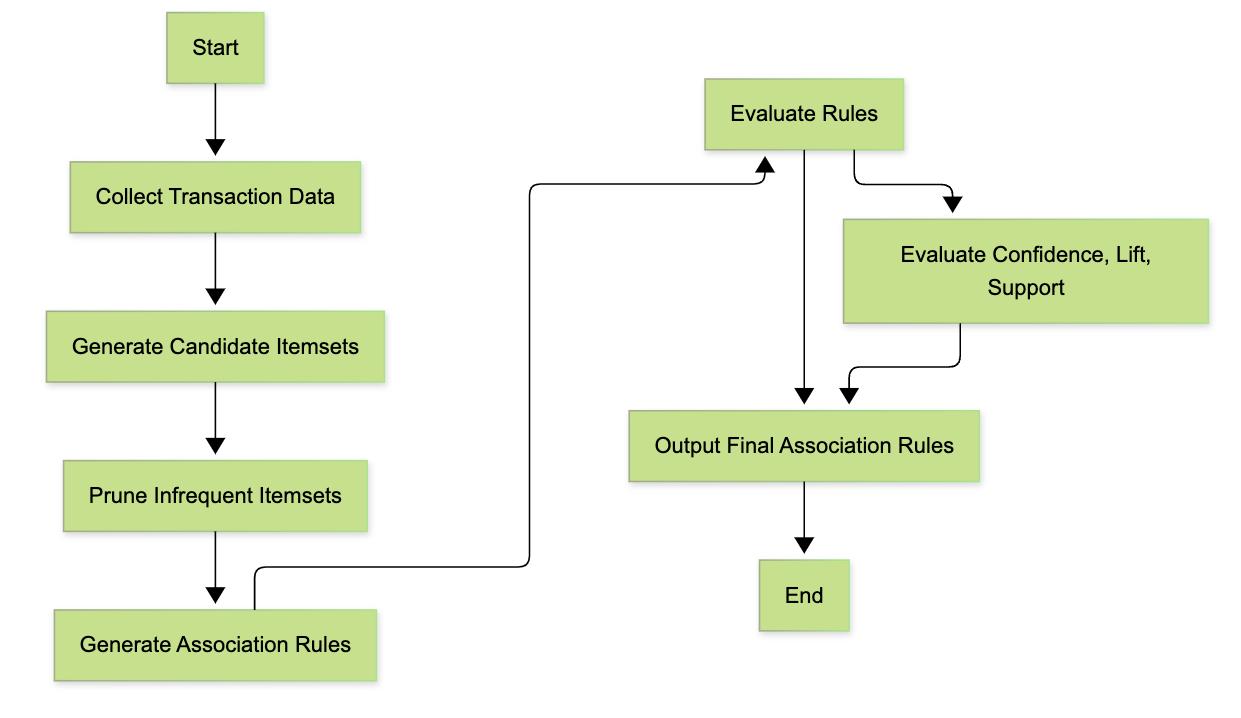 Start
Collect Transaction Data
Generate Candidate Itemsets
Prune Infrequent Itemsets
Generate Association Rules
Evaluate Rules
Evaluate Confidence, Lift,
Support
Output Final Association Rules
End